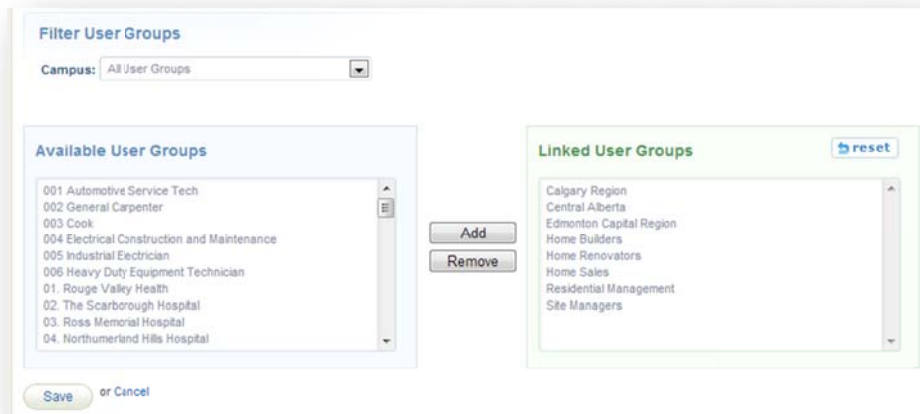 Filter User Groups
Campus: All User Groups
Available User Groups
001 Automotive Service Tech
002 General Carpenter
003 Cook
004 Electrical Construction and Maintenance
005 Industrial Electrician
006 Heavy Duty Equipment Technician
01. Rouge Valley Health
02. The Scarborough Hospital
03. Ross Memorial Hospital
04. Northumerland Hills Hospital
Add
Remove
Linked User Groups
reset
Calgary Region
Central Alberta
Edmonton Capital Region
Home Builders
Home Renovators
Home Sales
Residential Management
Site Managers
Save or Cancel